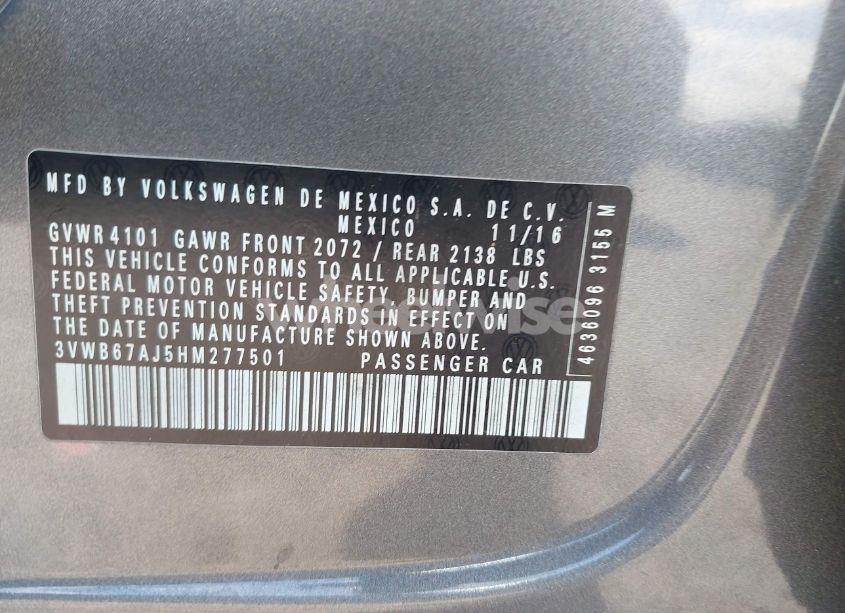 MFD BY VOLKSWAGEN DE MEXICO S.A. DE C.V.
MEXICO 11/16
GVWR 4101 GAWR FRONT 2072 / REAR 2138 LBS
THIS VEHICLE CONFORMS TO ALL APPLICABLE U.S.
FEDERAL MOTOR VEHICLE SAFETY, BUMPER AND
THEFT PREVENTION STANDARDS IN EFFECT ON
THE DATE OF MANUFACTURE SHOWN ABOVE.
3VWB67AJ5HM277501 PASSENGER CAR
4636096 3155 M